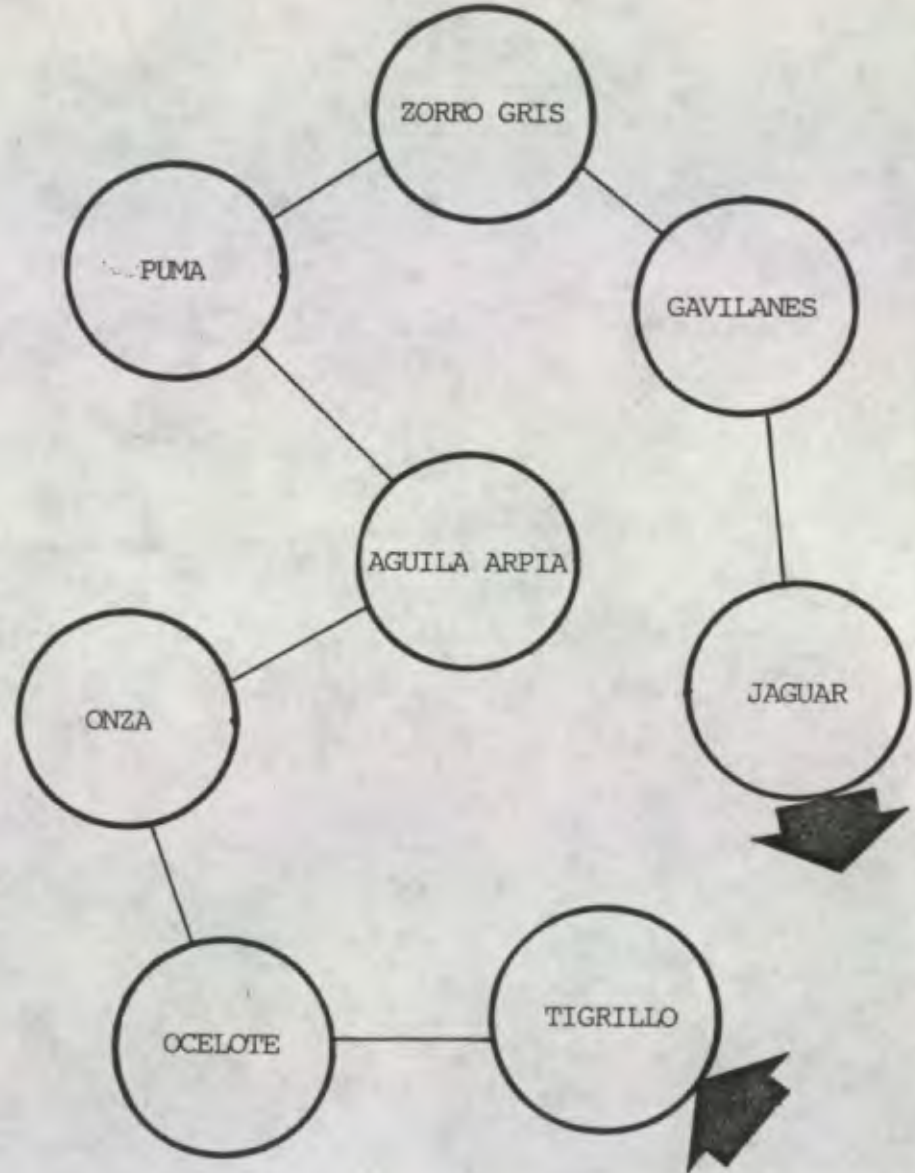 ZORRO GRIS
PUMA
GAVILANES
AGUILA ARPIA
ONZA
JAGUAR
OCELOTE
TIGRILLO